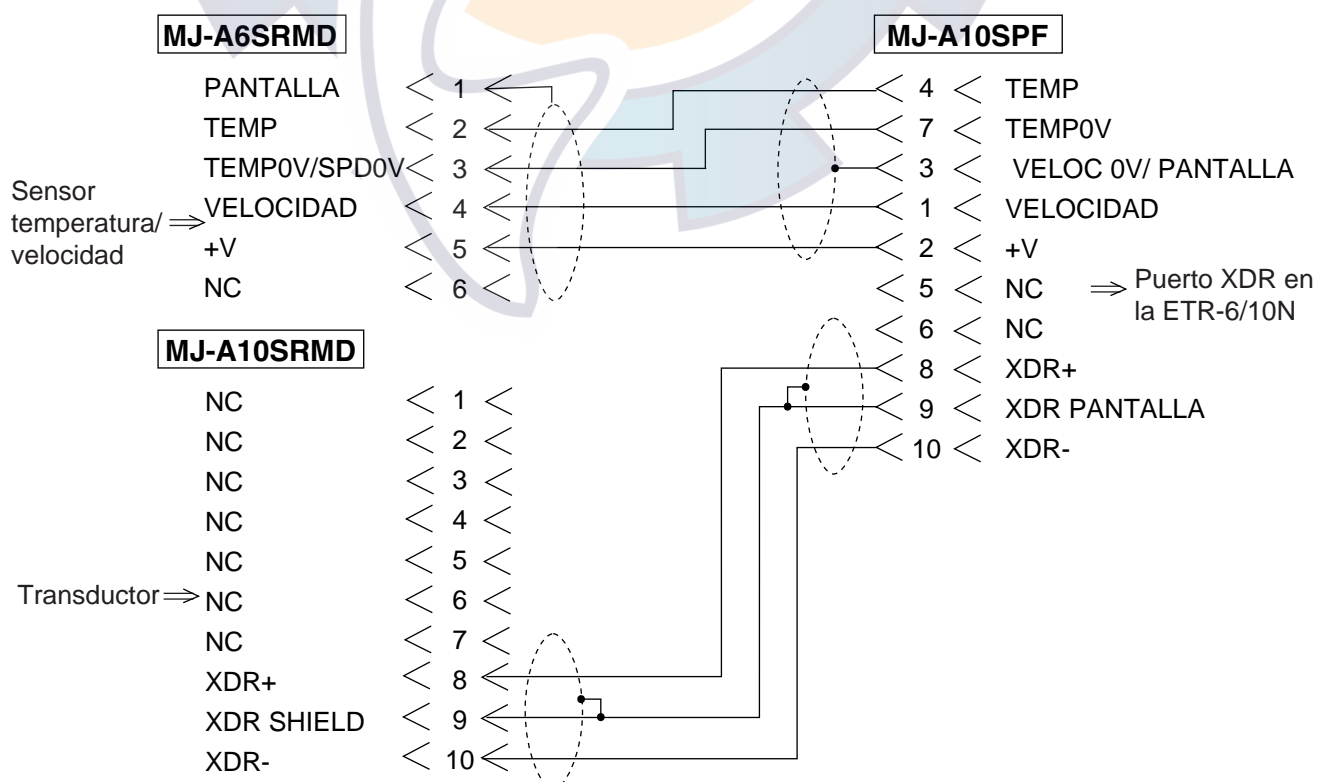 MJ-A6SRMD
PANTALLA 1
TEMP 2
TEMP0V/SPD0V 3
VELOCIDAD 4
+V 5
NC 6
Sensor
temperatura/
velocidad
MJ-A10SRMD
NC 1
NC 2
NC 3
NC 4
NC 5
NC 6
NC 7
XDR+ 8
XDR SHIELD 9
XDR- 10
Transductor
MJ-A10SPF
4 TEMP
7 TEMP0V
3 VELOC 0V/ PANTALLA
1 VELOCIDAD
2 +V
5 NC
6 NC
8 XDR+
9 XDR PANTALLA
10 XDR-
Puerto XDR en
la ETR-6/10N